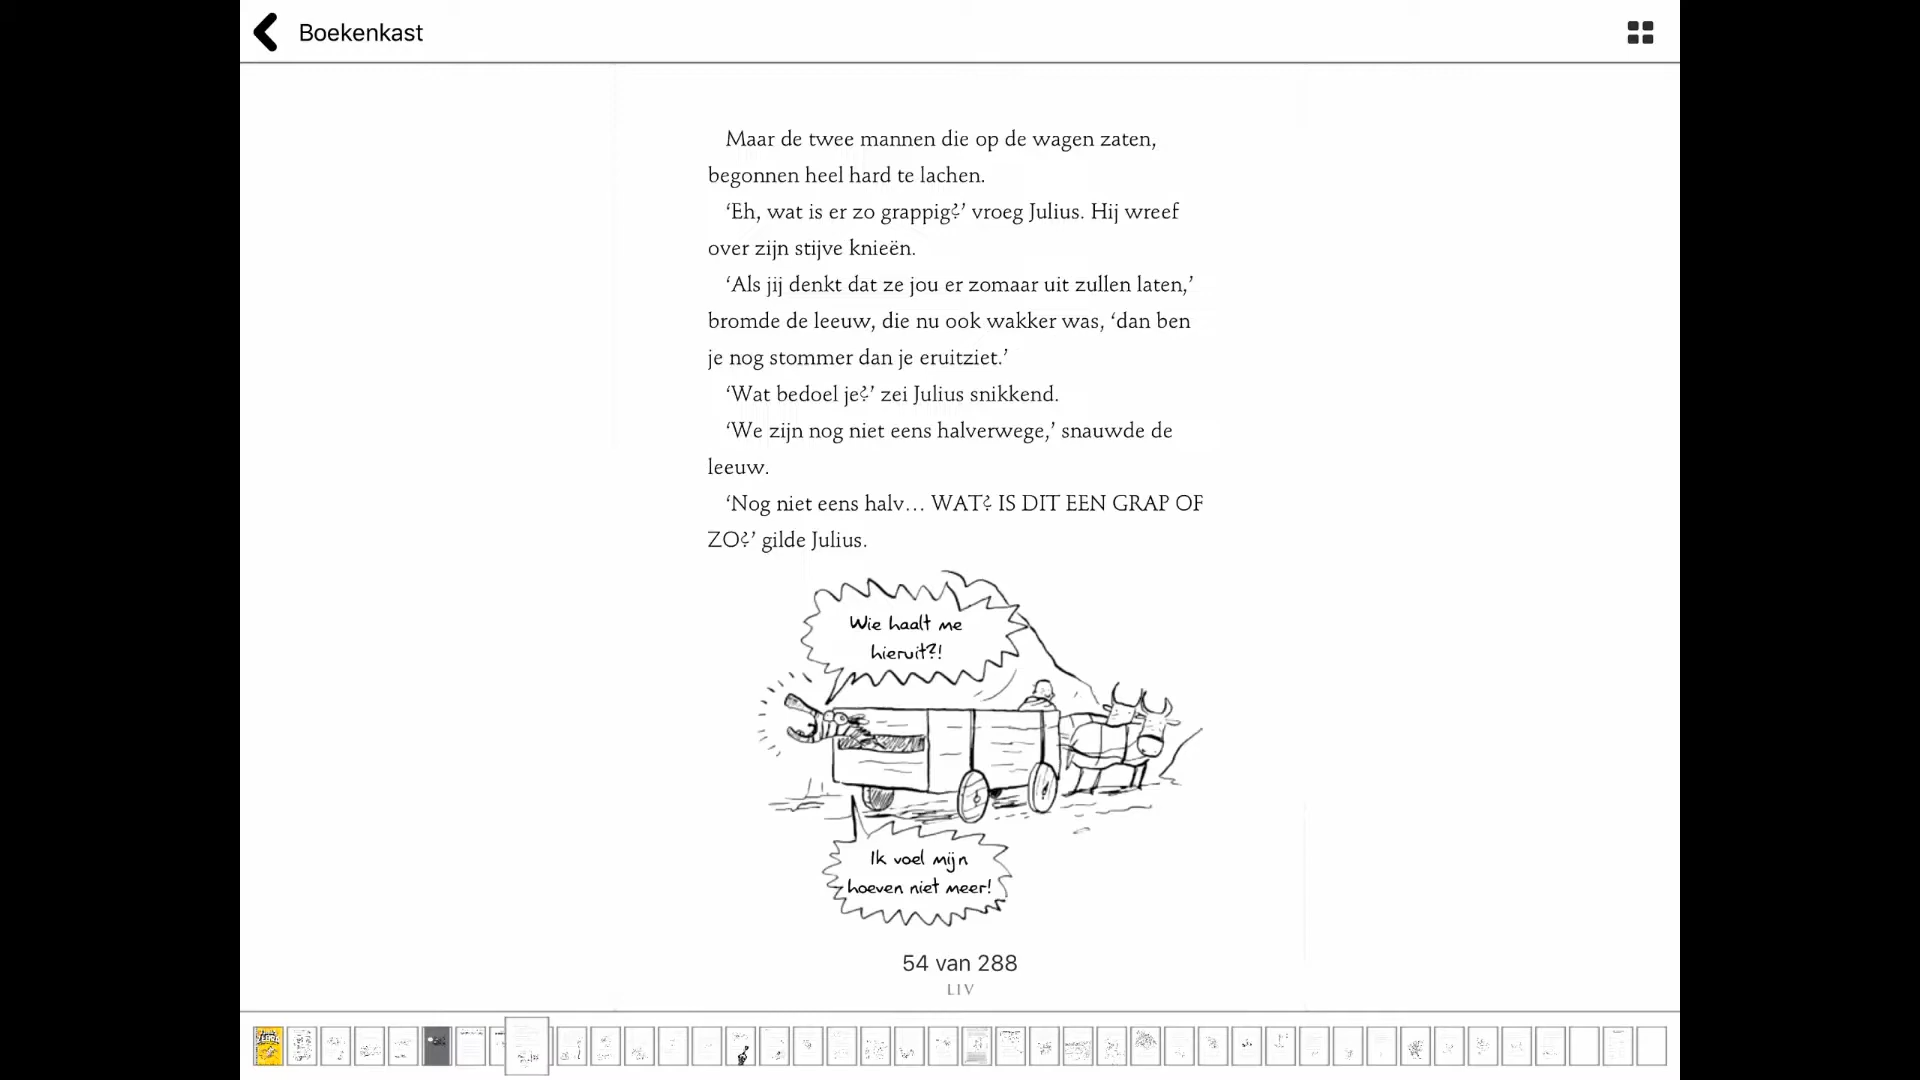 Boekenkast
Maar de twee mannen die op de wagen zaten,
begonnen heel hard te lachen.
‘Eh, wat is er zo grappig?’ vroeg Julius. Hij wreef
over zijn stijve knieën.
‘Als jij denkt dat ze jou er zomaar uit zullen laten,’
bromde de leeuw, die nu ook wakker was, ‘dan ben
je nog stommer dan je eruitziet.’
‘Wat bedoel je?’ zei Julius snikkend.
‘We zijn nog niet eens halverwege,’ snauwde de
leeuw.
‘Nog niet eens halv… WAT? IS DIT EEN GRAP OF
ZO?’ gilde Julius.
Wie haalt me
hieruit?!
Ik voel mijn
hoeven niet meer!
54 van 288
LIV